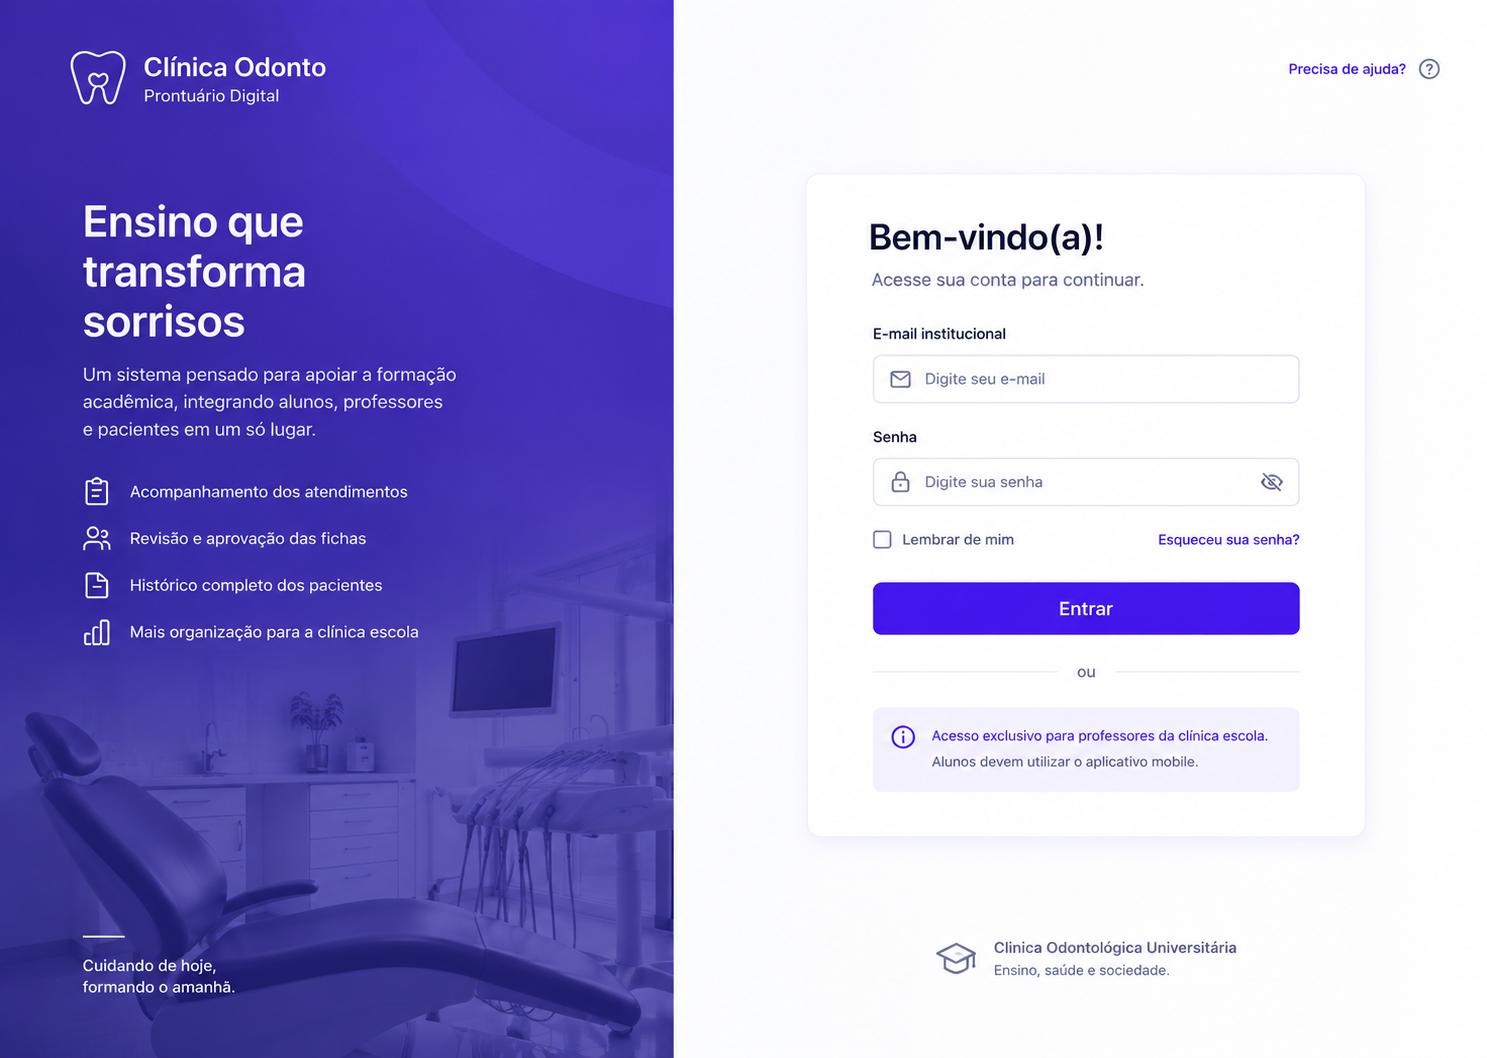 Clínica Odonto
Prontuário Digital
Ensino que
transforma
sorrisos
Um sistema pensado para apoiar a formação
acadêmica, integrando alunos, professores
e pacientes em um só lugar.
Acompanhamento dos atendimentos
Revisão e aprovação das fichas
Histórico completo dos pacientes
Mais organização para a clínica escola
Cuidando de hoje,
formando o amanhã.
Precisa de ajuda?
Bem-vindo(a)!
Acesse sua conta para continuar.
E-mail institucional
Digite seu e-mail
Senha
Digite sua senha
Lembrar de mim
Esqueceu sua senha?
Entrar
ou
Acesso exclusivo para professores da clínica escola.
Alunos devem utilizar o aplicativo mobile.
Clinica Odontológica Universitária
Ensino, saúde e sociedade.